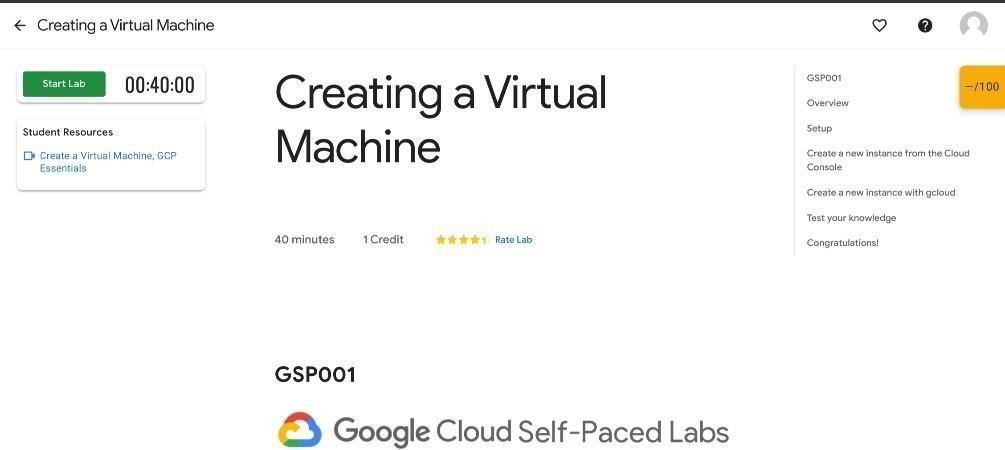 Creating a Virtual Machine
Start Lab
00:40:00
Student Resources
Create a Virtual Machine, GCP
Essentials
Creating a Virtual
Machine
40 minutes
1 Credit
Rate Lab
GSP001
Google Cloud Self-Paced Labs
GSP001
Overview
Setup
Create a new instance from the Cloud
Console
Create a new instance with gcloud
Test your knowledge
Congratulations!
–/100